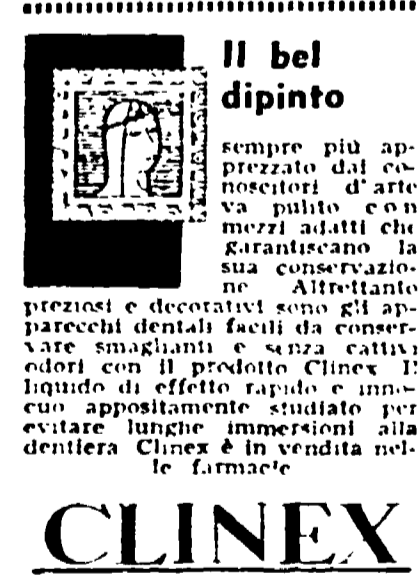 Il bel
dipinto
sempre più ap-
prezzato dai co-
noscitori d'arte
va pulito con
mezzi adatti che
garantiscano la
sua conservazio-
ne Altrettanto
preziosi e decorativi sono gli ap-
parecchi dentali facili da conser-
vare smaglianti e senza cattivi
odori con il prodotto Clinex Il
liquido di effetto rapido e inno-
cuo appositamente studiato per
evitare lunghe immersioni alla
dentiera Clinex è in vendita nel-
le farmacie
CLINEX